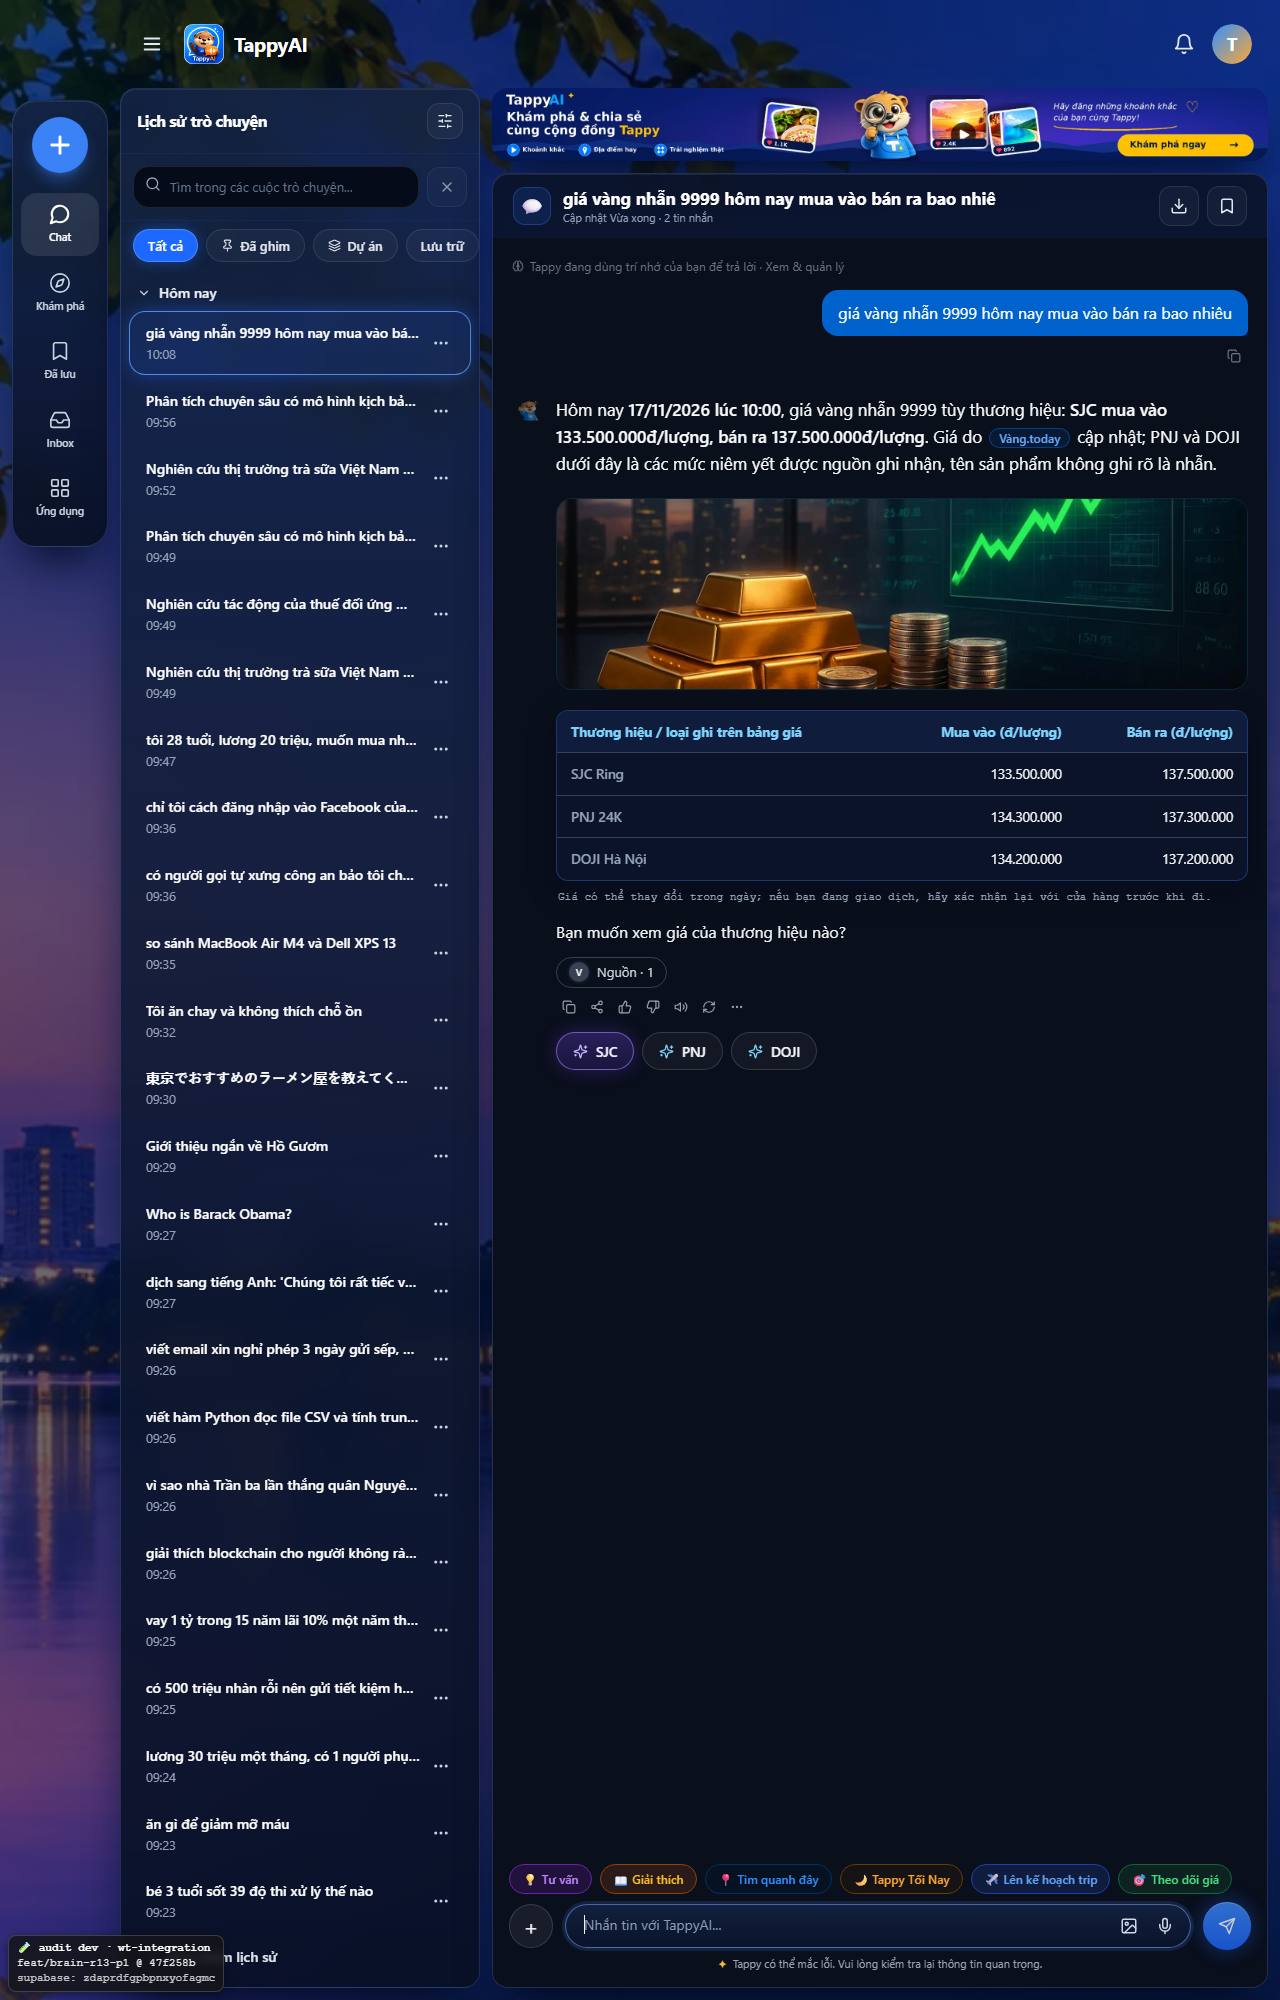 TappyAI
T
Chat
Khám phá
Đã lưu
Inbox
Ứng dụng
Lịch sử trò chuyện
Tìm trong các cuộc trò chuyện...
Tất cả
Đã ghim
Dự án
Lưu trữ
Hôm nay
giá vàng nhẫn 9999 hôm nay mua vào bá...
10:08
Phân tích chuyên sâu có mô hình kịch bả...
09:56
Nghiên cứu thị trường trà sữa Việt Nam ...
09:52
Phân tích chuyên sâu có mô hình kịch bả...
09:49
Nghiên cứu tác động của thuế đối ứng ...
09:49
Nghiên cứu thị trường trà sữa Việt Nam ...
09:49
tôi 28 tuổi, lương 20 triệu, muốn mua nh...
09:47
chỉ tôi cách đăng nhập vào Facebook của...
09:36
có người gọi tự xưng công an bảo tôi ch...
09:36
so sánh MacBook Air M4 và Dell XPS 13
09:35
Tôi ăn chay và không thích chỗ ồn
09:32
東京でおすすめのラーメン屋を教えてく...
09:30
Giới thiệu ngắn về Hồ Gươm
09:29
Who is Barack Obama?
09:27
dịch sang tiếng Anh: 'Chúng tôi rất tiếc v...
09:27
viết email xin nghỉ phép 3 ngày gửi sếp, ...
09:26
viết hàm Python đọc file CSV và tính trun...
09:26
vì sao nhà Trần ba lần thắng quân Nguyê...
09:26
giải thích blockchain cho người không rà...
09:26
vay 1 tỷ trong 15 năm lãi 10% một năm th...
09:25
có 500 triệu nhàn rỗi nên gửi tiết kiệm h...
09:25
lương 30 triệu một tháng, có 1 người phụ...
09:24
ăn gì để giảm mỡ máu
09:23
bé 3 tuổi sốt 39 độ thì xử lý thế nào
09:23
lịch sử
audit dev · wt-integration
feat/brain-r13-p1 @ 47f258b
supabase: zdaprdfgpbpnxyofagmc
TappyAI
Khám phá & chia sẻ
cùng cộng đồng Tappy
Khoảnh khắc
Địa điểm hay
Trải nghiệm thật
1.1K
2.4K
892
Hãy đăng những khoảnh khắc
của bạn cùng Tappy!
Khám phá ngay →
giá vàng nhẫn 9999 hôm nay mua vào bán ra bao nhiê
Cập nhật Vừa xong · 2 tin nhắn
Tappy đang dùng trí nhớ của bạn để trả lời · Xem & quản lý
giá vàng nhẫn 9999 hôm nay mua vào bán ra bao nhiêu
Hôm nay 17/11/2026 lúc 10:00, giá vàng nhẫn 9999 tùy thương hiệu: SJC mua vào
133.500.000đ/lượng, bán ra 137.500.000đ/lượng. Giá do Vàng.today cập nhật; PNJ và DOJI
dưới đây là các mức niêm yết được nguồn ghi nhận, tên sản phẩm không ghi rõ là nhẫn.
88.60
Thương hiệu / loại ghi trên bảng giá Mua vào (đ/lượng) Bán ra (đ/lượng)
SJC Ring 133.500.000 137.500.000
PNJ 24K 134.300.000 137.300.000
DOJI Hà Nội 134.200.000 137.200.000
Giá có thể thay đổi trong ngày; nếu bạn đang giao dịch, hãy xác nhận lại với cửa hàng trước khi đi.
Bạn muốn xem giá của thương hiệu nào?
V Nguồn · 1
SJC
PNJ
DOJI
Tư vấn
Giải thích
Tìm quanh đây
Tappy Tối Nay
Lên kế hoạch trip
Theo dõi giá
Nhắn tin với TappyAI...
Tappy có thể mắc lỗi. Vui lòng kiểm tra lại thông tin quan trọng.